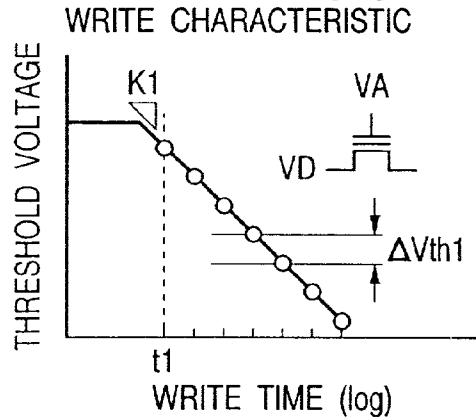 WRITE CHARACTERISTIC
THRESHOLD VOLTAGE
K1
VA
VD
ΔVth1
t1
WRITE TIME (log)